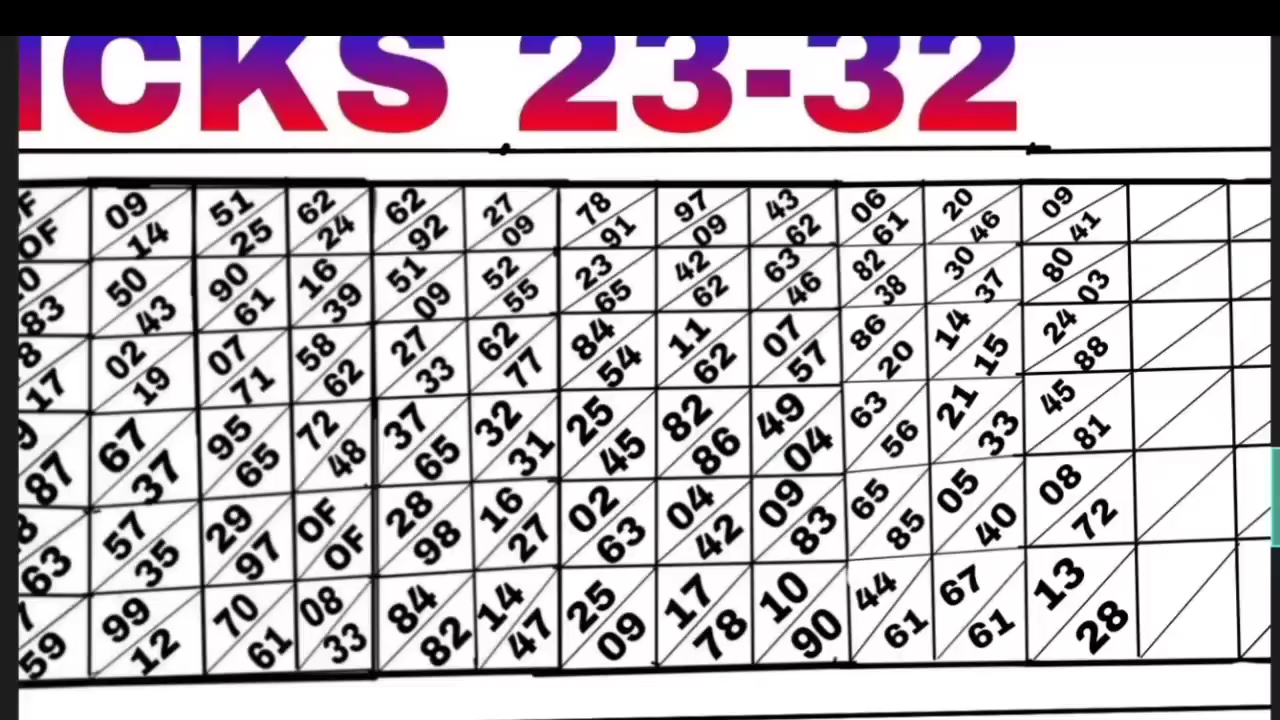 ICKS 23-32
OF 09 14 51 25 62 24 62 92 27 09 78 91 97 09 43 62 06 61 20 46 09 41
83 50 43 90 61 16 39 51 09 52 55 23 65 42 62 63 46 82 38 30 37 80 03
17 02 19 07 71 58 62 27 33 62 77 84 54 11 62 07 57 86 20 14 15 24 88
87 67 37 95 65 72 48 37 65 32 31 25 45 82 86 49 04 63 56 21 33 45 81
63 57 35 29 97 OF OF 28 98 16 27 02 63 04 42 09 83 65 85 05 40 08 72
59 99 12 70 61 08 33 84 82 14 47 25 09 17 78 10 90 44 61 67 61 13 28